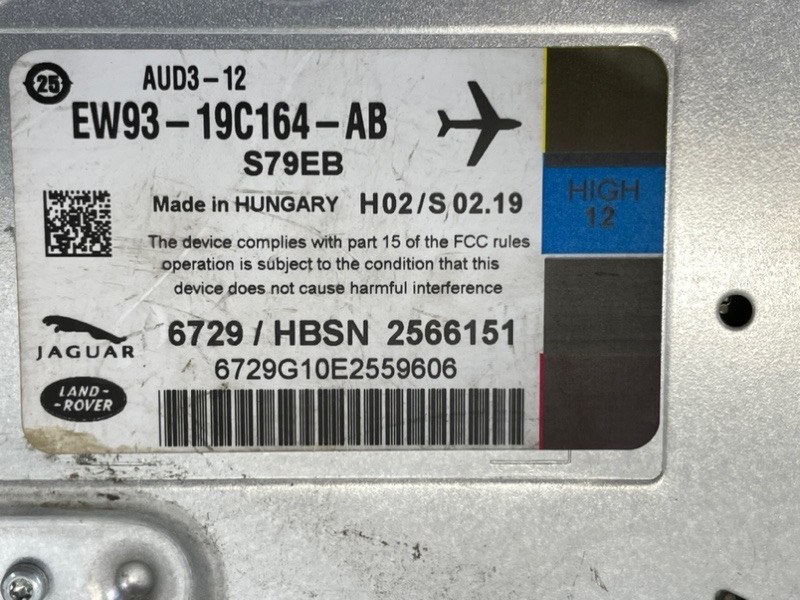 25
AUD3-12
EW93-19C164-AB
S79EB
Made in HUNGARY H02/S 02.19
HIGH
12
The device complies with part 15 of the FCC rules
operation is subject to the condition that this
device does not cause harmful interference
JAGUAR
LAND-
-ROVER
6729 / HBSN 2566151
6729G10E2559606